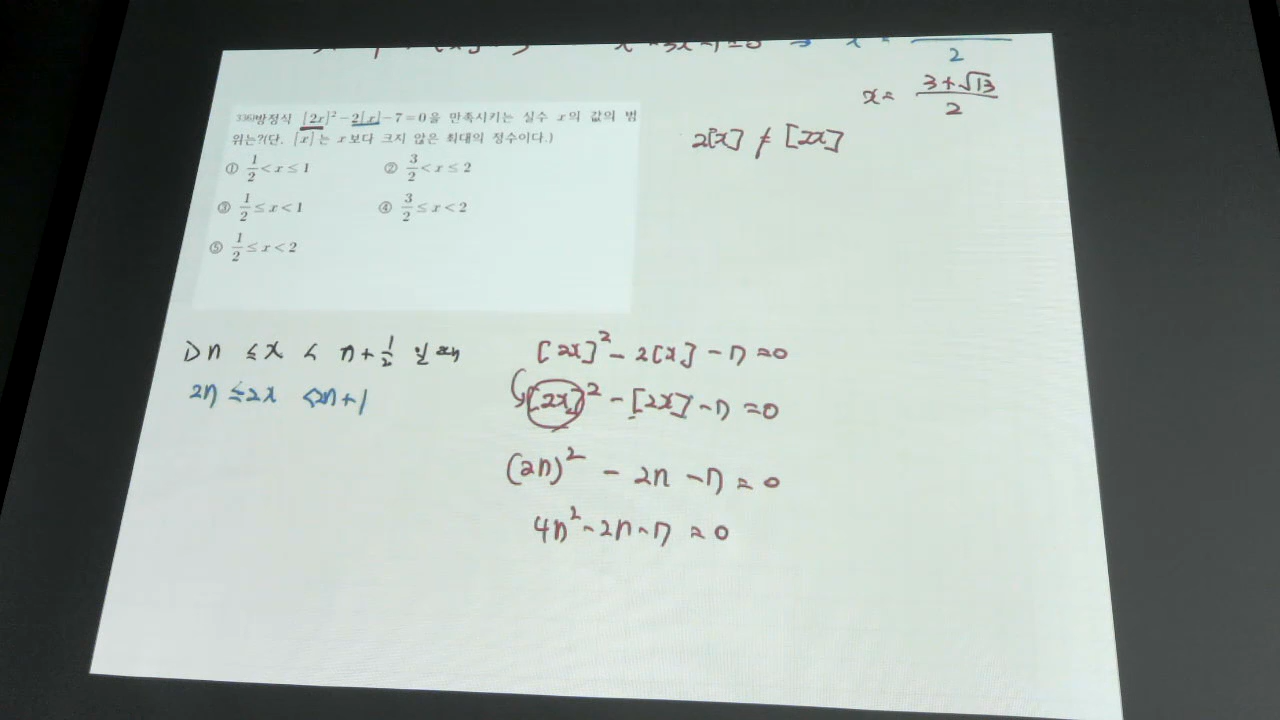 2
x = (3+√13)/2
336)방정식 [2x]²-2[x]-7=0을 만족시키는 실수 x의 값의 범
위는?(단, [x]는 x보다 크지 않은 최대의 정수이다.)
① 1/2 < x ≤ 1 ② 3/2 < x ≤ 2
③ 1/2 ≤ x < 1 ④ 3/2 ≤ x < 2
⑤ 1/2 ≤ x < 2
2[x] ≠ [2x]
n ≤ x < n+1/2 일 때
2n ≤ 2x < 2n+1
[2x]² - 2[x] - 7 = 0
[2x]² - [2x] - 7 = 0
(2n)² - 2n - 7 = 0
4n² - 2n - 7 = 0